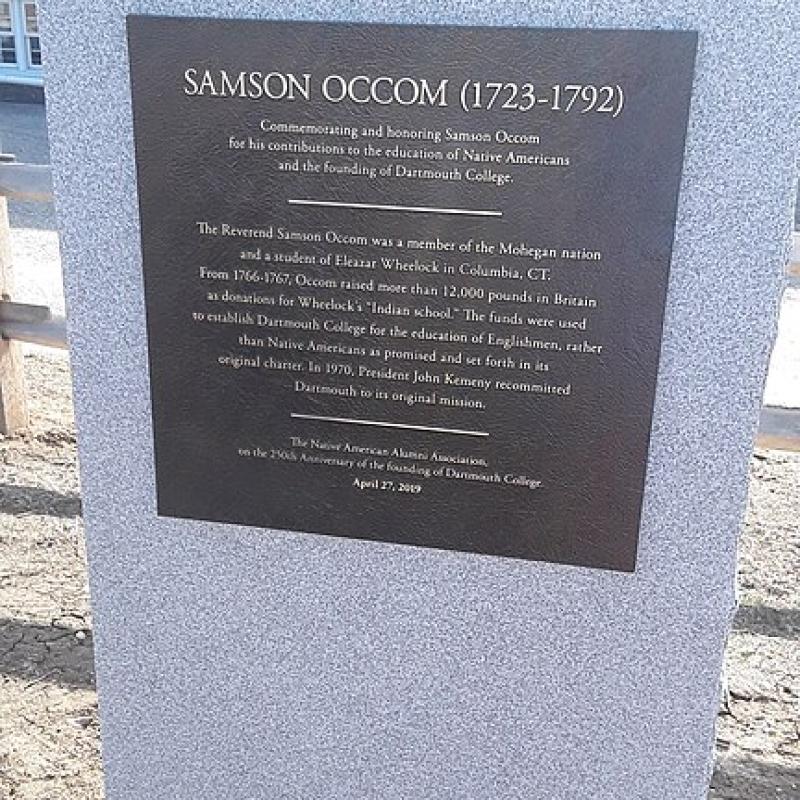 SAMSON OCCOM (1723-1792)
Commemorating and honoring Samson Occom
for his contributions to the education of Native Americans
and the founding of Dartmouth College.
The Reverend Samson Occom was a member of the Mohegan nation
and a student of Eleazar Wheelock in Columbia, CT.
From 1766-1767, Occom raised more than 12,000 pounds in Britain
as donations for Wheelock's "Indian school." The funds were used
to establish Dartmouth College for the education of Englishmen, rather
than Native Americans as promised and set forth in its
original charter. In 1970, President John Kemeny recommitted
Dartmouth to its original mission.
The Native American Alumni Association,
on the 250th Anniversary of the founding of Dartmouth College.
April 27, 2019